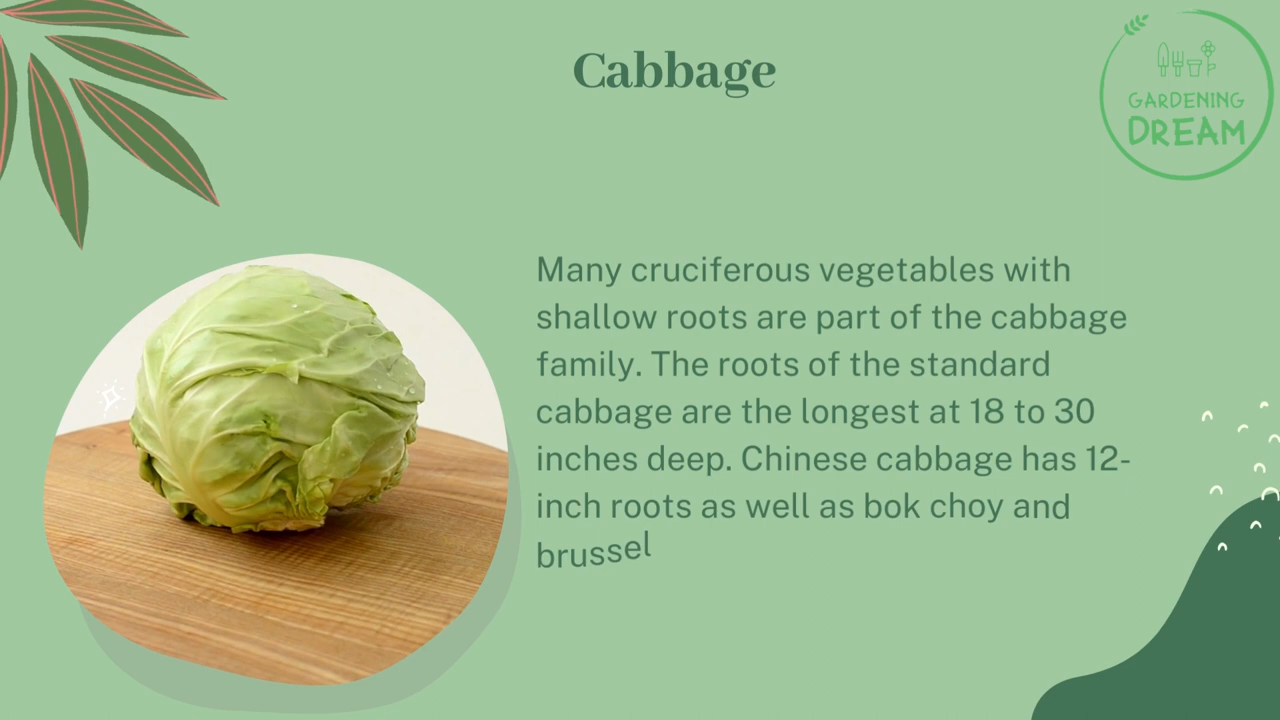 Cabbage
GARDENING
DREAM
Many cruciferous vegetables with
shallow roots are part of the cabbage
family. The roots of the standard
cabbage are the longest at 18 to 30
inches deep. Chinese cabbage has 12-
inch roots as well as bok choy and
brussel